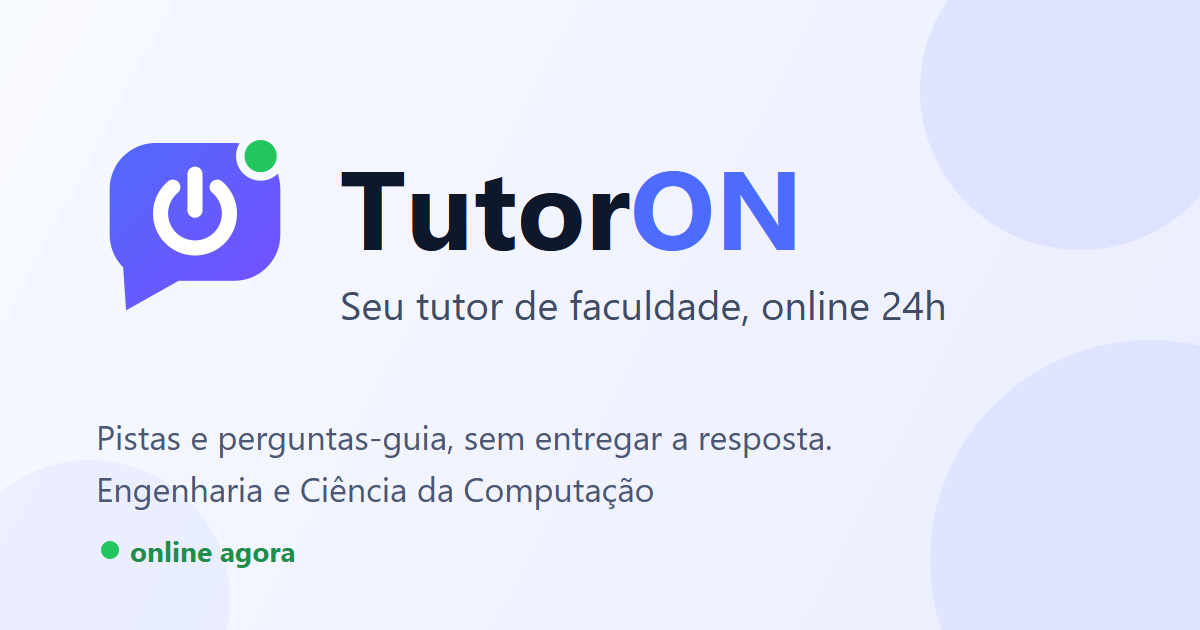 TutorON
Seu tutor de faculdade, online 24h
Pistas e perguntas-guia, sem entregar a resposta.
Engenharia e Ciência da Computação
online agora